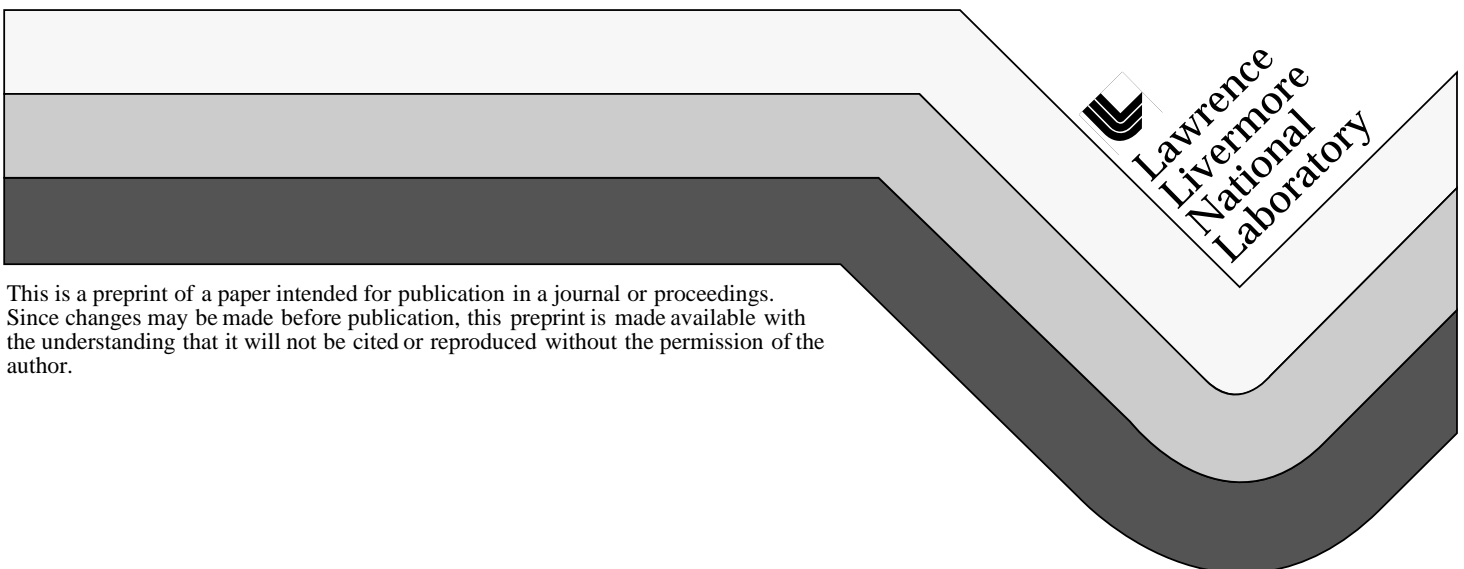 Lawrence
Livermore
National
Laboratory
This is a preprint of a paper intended for publication in a journal or proceedings.
Since changes may be made before publication, this preprint is made available with
the understanding that it will not be cited or reproduced without the permission of the
author.